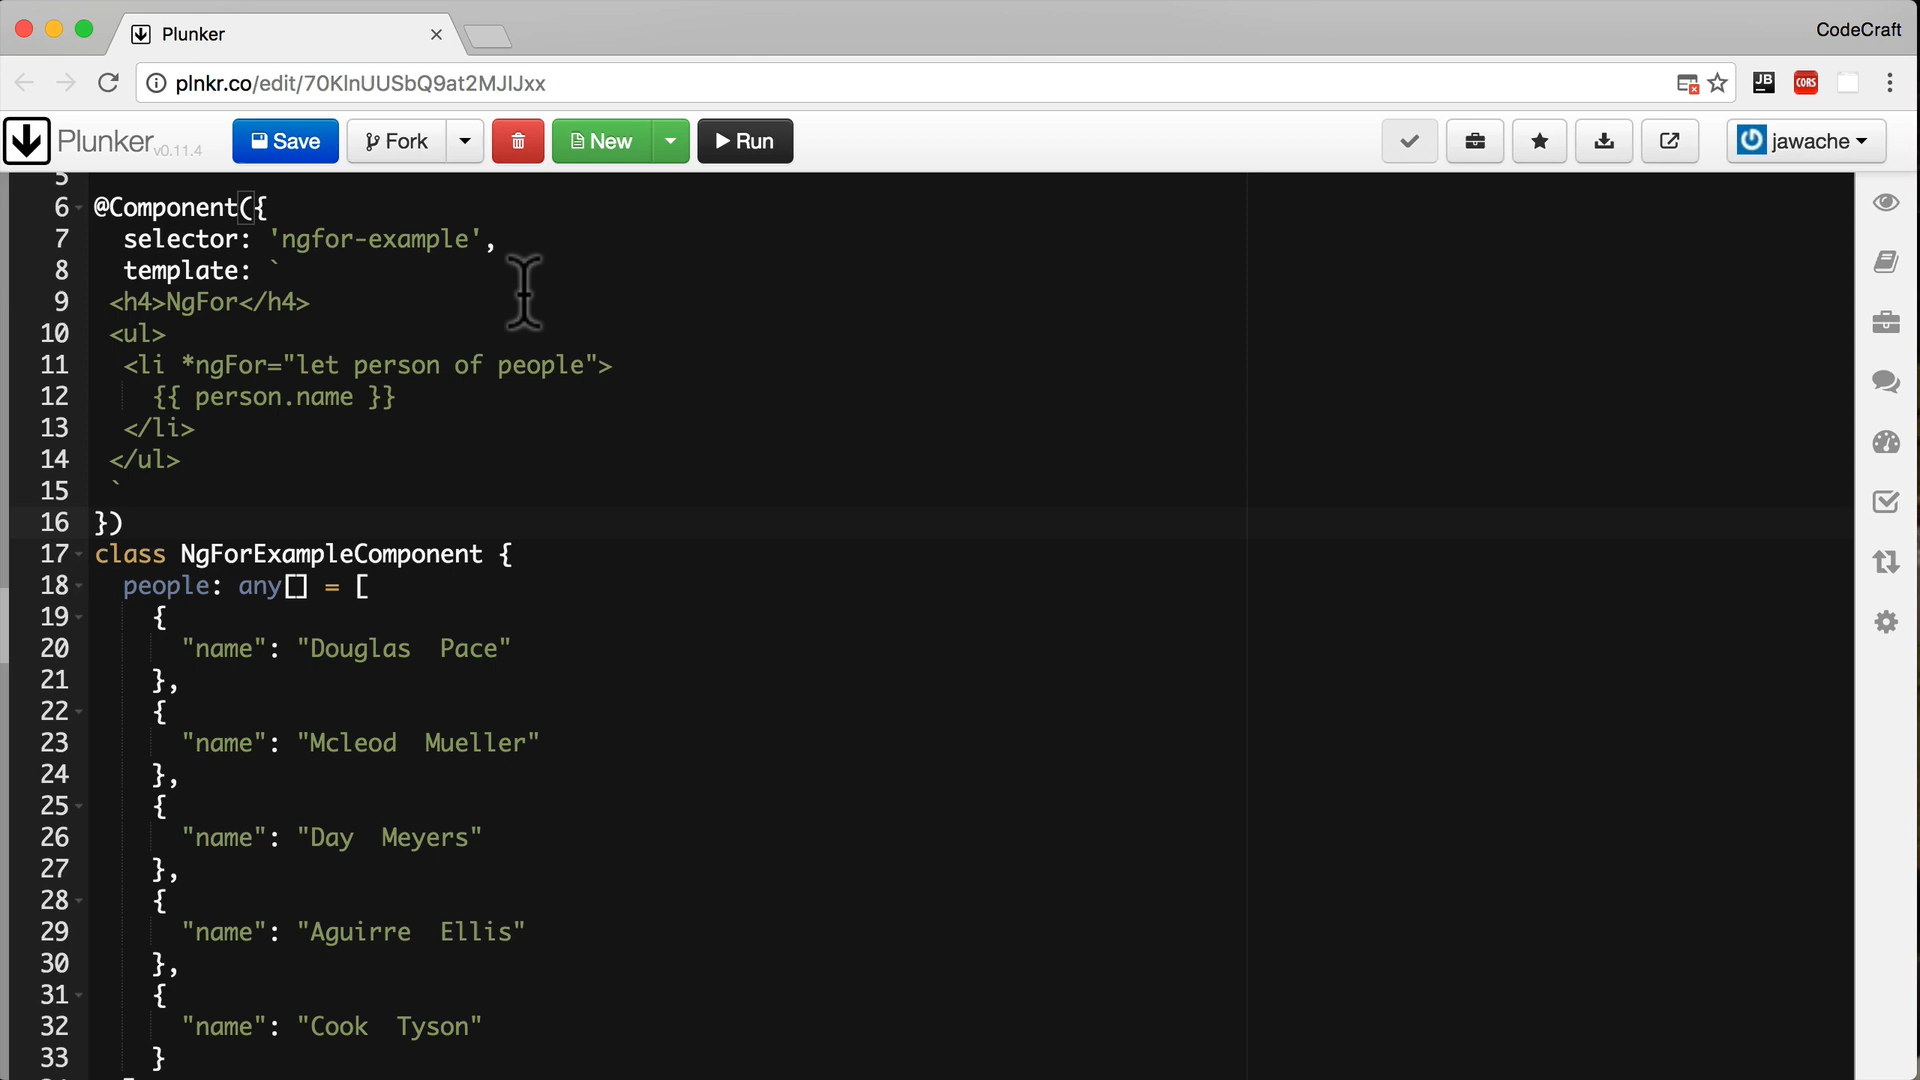 Plunker
CodeCraft
plnkr.co/edit/70KlnUUSbQ9at2MJIJxx
JB
CORS
Plunker v0.11.4
Save
Fork
New
Run
jawache
5
6 @Component({
7 selector: 'ngfor-example',
8 template: `
9 <h4>NgFor</h4>
10 <ul>
11 <li *ngFor="let person of people">
12 {{ person.name }}
13 </li>
14 </ul>
15 `
16 })
17 class NgForExampleComponent {
18 people: any[] = [
19 {
20 "name": "Douglas  Pace"
21 },
22 {
23 "name": "Mcleod  Mueller"
24 },
25 {
26 "name": "Day  Meyers"
27 },
28 {
29 "name": "Aguirre  Ellis"
30 },
31 {
32 "name": "Cook  Tyson"
33 }